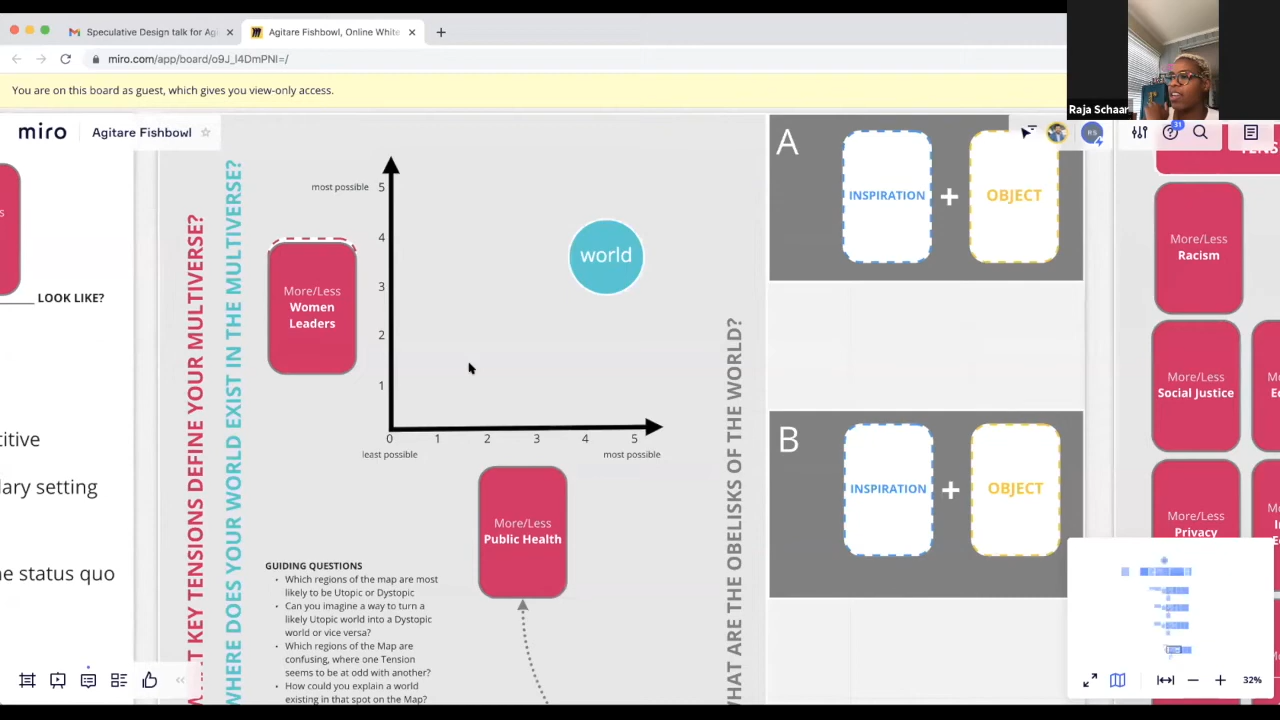 Speculative Design talk for Ag
Agitare Fishbowl, Online White
miro.com/app/board/o9J_l4DmPNI=/
You are on this board as guest, which gives you view-only access.
Raja Schaar
miro
Agitare Fishbowl
31
RS
LOOK LIKE?
titive
lary setting
he status quo
KEY TENSIONS DEFINE YOUR MULTIVERSE?
WHERE DOES YOUR WORLD EXIST IN THE MULTIVERSE?
most possible
5
4
3
2
1
0
1
2
3
4
5
least possible
most possible
More/Less
Women
Leaders
world
More/Less
Public Health
GUIDING QUESTIONS
• Which regions of the map are most
likely to be Utopic or Dystopic
• Can you imagine a way to turn a
likely Utopic world into a Dystopic
world or vice versa?
• Which regions of the Map are
confusing, where one Tension
seems to be at odd with another?
• How could you explain a world
existing in that spot on the Map?
WHAT ARE THE OBELISKS OF THE WORLD?
A
INSPIRATION
+
OBJECT
B
INSPIRATION
+
OBJECT
TENS
More/Less
Racism
More/Less
Social Justice
More/Less
Privacy
32%